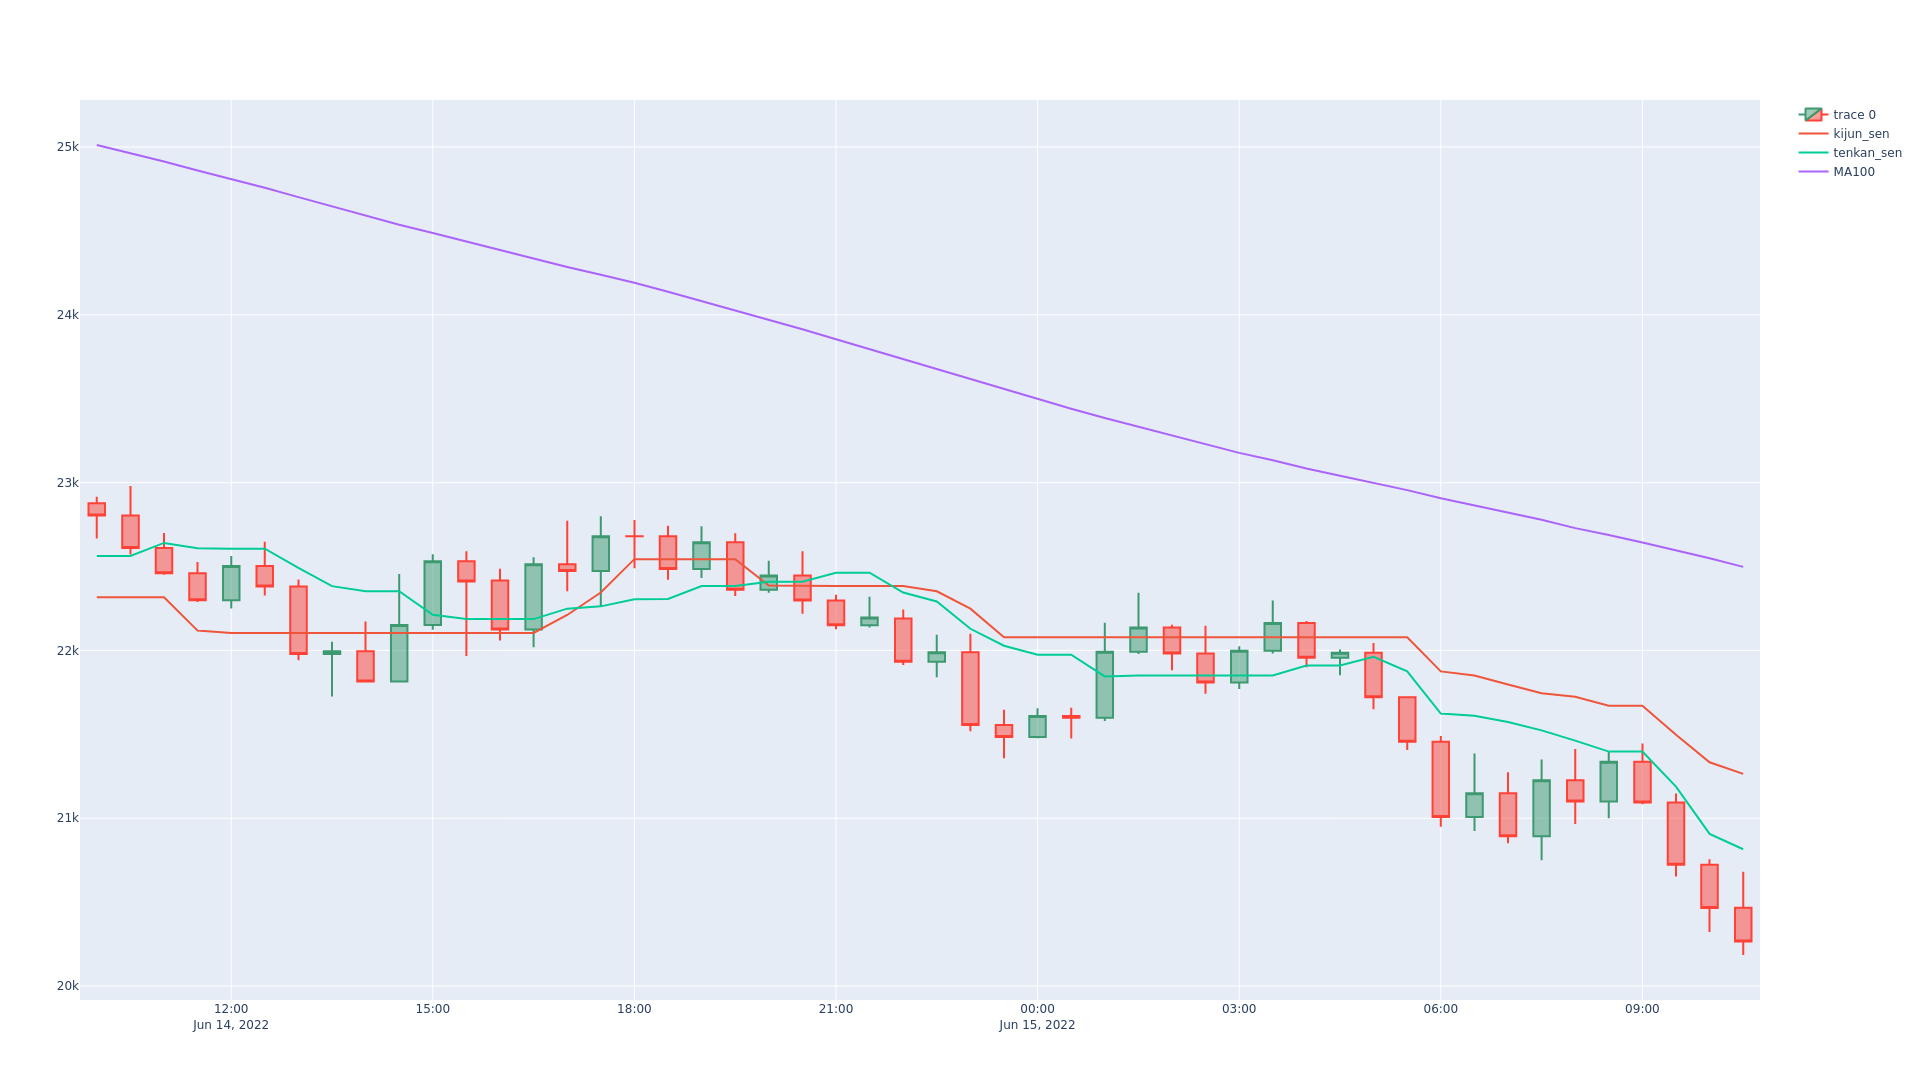 25k
24k
23k
22k
21k
20k
12:00
Jun 14, 2022
15:00
18:00
21:00
00:00
Jun 15, 2022
03:00
06:00
09:00
trace 0
kijun_sen
tenkan_sen
MA100